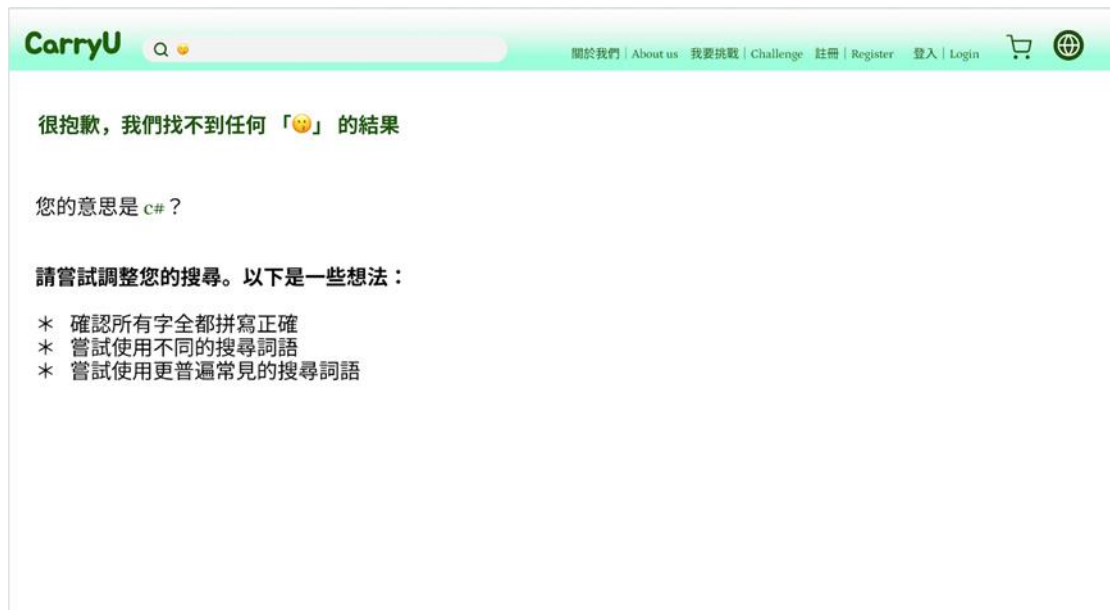 CarryU
😗
關於我們｜About us 我要挑戰｜Challenge 註冊｜Register 登入｜Login
很抱歉，我們找不到任何 「😗」 的結果
您的意思是 c#？
請嘗試調整您的搜尋。以下是一些想法：
＊ 確認所有字全都拼寫正確
＊ 嘗試使用不同的搜尋詞語
＊ 嘗試使用更普遍常見的搜尋詞語